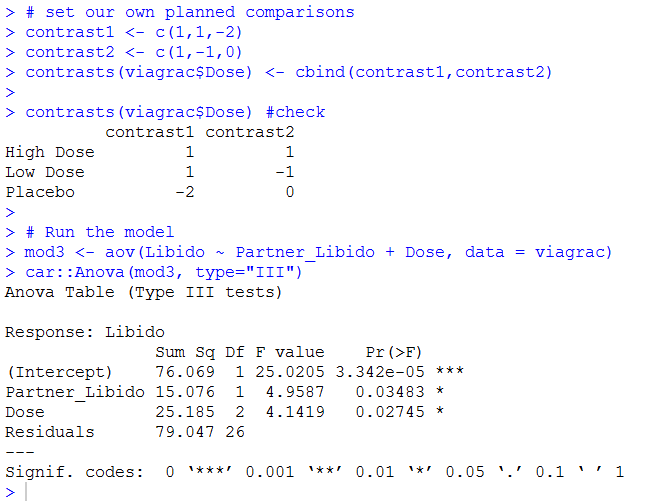 > # set our own planned comparisons
> contrast1 <- c(1,1,-2)
> contrast2 <- c(1,-1,0)
> contrasts(viagrac$Dose) <- cbind(contrast1,contrast2)
>
> contrasts(viagrac$Dose) #check
          contrast1 contrast2
High Dose         1         1
Low Dose          1        -1
Placebo          -2         0
>
> # Run the model
> mod3 <- aov(Libido ~ Partner_Libido + Dose, data = viagrac)
> car::Anova(mod3, type="III")
Anova Table (Type III tests)

Response: Libido
               Sum Sq Df F value    Pr(>F)
(Intercept)    76.069  1 25.0205 3.342e-05 ***
Partner_Libido 15.076  1  4.9587   0.03483 *
Dose           25.185  2  4.1419   0.02745 *
Residuals      79.047 26
---
Signif. codes:  0 ‘***’ 0.001 ‘**’ 0.01 ‘*’ 0.05 ‘.’ 0.1 ‘ ’ 1
>